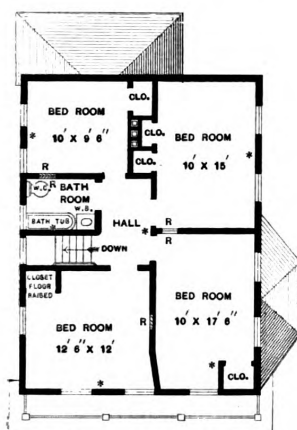 CLO.
BED ROOM
10' X 9' 6"
CLO.
CLO.
BED ROOM
10' X 15'
R
W.C.
BATH
ROOM
W.B.
BATH TUB
HALL
R
R
DOWN
CLOSET
FLOOR
RAISED
BED ROOM
12' 6" X 12'
R
BED ROOM
10' X 17' 6"
CLO.